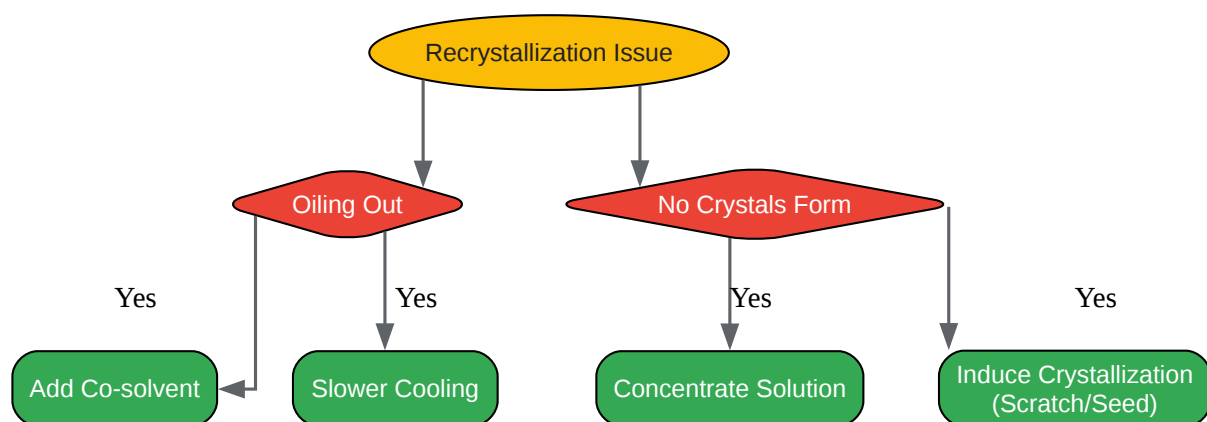 Recrystallization Issue
Oiling Out
No Crystals Form
Yes
Yes
Yes
Yes
Add Co-solvent
Slower Cooling
Concentrate Solution
Induce Crystallization
(Scratch/Seed)